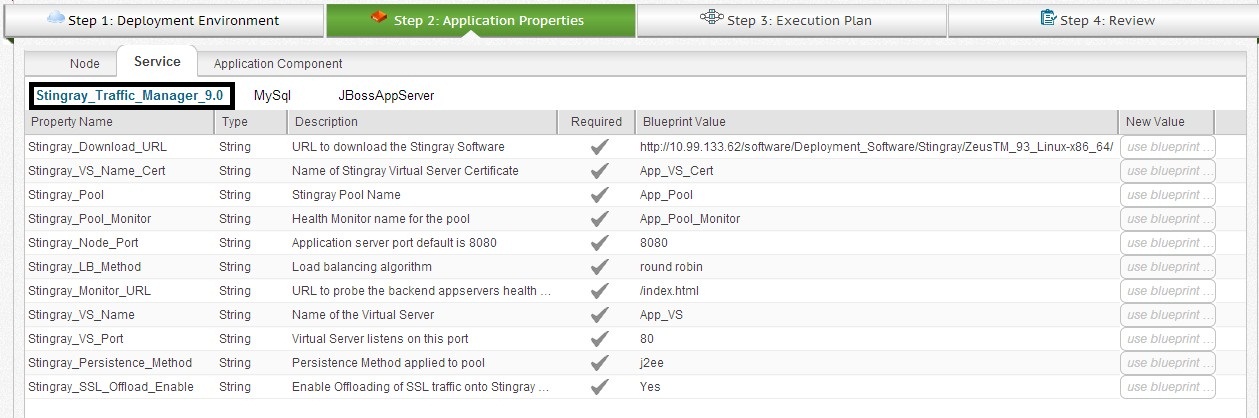 Step 1: Deployment Environment Step 2: Application Properties Step 3: Execution Plan Step 4: Review
Node Service Application Component
Stingray_Traffic_Manager_9.0 MySql JBossAppServer
Property Name Type Description Required Blueprint Value New Value
Stingray_Download_URL String URL to download the Stingray Software http://10.99.133.62/software/Deployment_Software/Stingray/ZeusTM_93_Linux-x86_64/ use blueprint ...
Stingray_VS_Name_Cert String Name of Stingray Virtual Server Certificate App_VS_Cert use blueprint ...
Stingray_Pool String Stingray Pool Name App_Pool use blueprint ...
Stingray_Pool_Monitor String Health Monitor name for the pool App_Pool_Monitor use blueprint ...
Stingray_Node_Port String Application server port default is 8080 8080 use blueprint ...
Stingray_LB_Method String Load balancing algorithm round robin use blueprint ...
Stingray_Monitor_URL String URL to probe the backend appservers health ... /index.html use blueprint ...
Stingray_VS_Name String Name of the Virtual Server App_VS use blueprint ...
Stingray_VS_Port String Virtual Server listens on this port 80 use blueprint ...
Stingray_Persistence_Method String Persistence Method applied to pool j2ee use blueprint ...
Stingray_SSL_Offload_Enable String Enable Offloading of SSL traffic onto Stingray ... Yes use blueprint ...